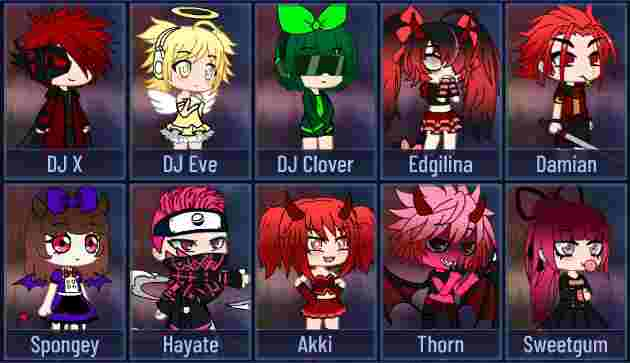 DJ X
DJ Eve
DJ Clover
Edgilina
Damian
Spongey
Hayate
Akki
Thorn
Sweetgum